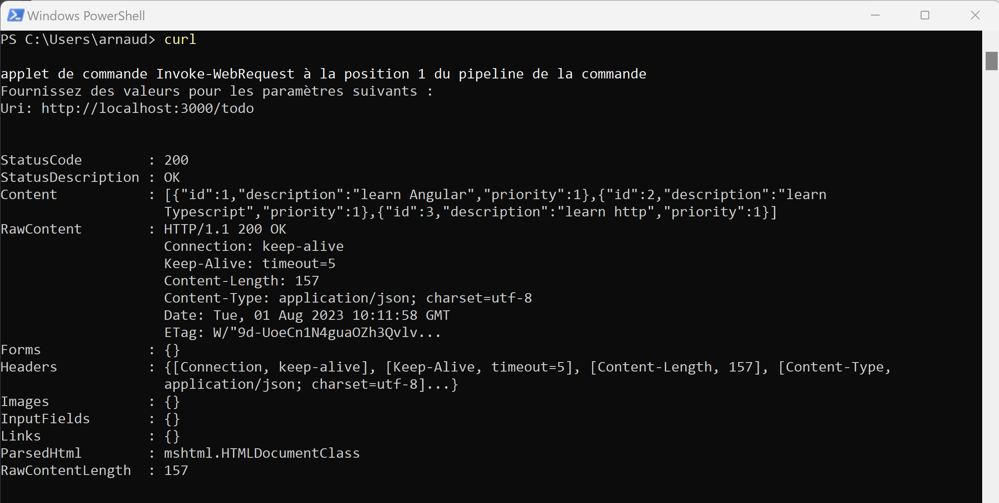 Windows PowerShell
PS C:\Users\arnaud> curl
applet de commande Invoke-WebRequest à la position 1 du pipeline de la commande
Fournissez des valeurs pour les paramètres suivants :
Uri: http://localhost:3000/todo
StatusCode        : 200
StatusDescription : OK
Content           : [{"id":1,"description":"learn Angular","priority":1},{"id":2,"description":"learn
                    Typescript","priority":1},{"id":3,"description":"learn http","priority":1}]
RawContent        : HTTP/1.1 200 OK
                    Connection: keep-alive
                    Keep-Alive: timeout=5
                    Content-Length: 157
                    Content-Type: application/json; charset=utf-8
                    Date: Tue, 01 Aug 2023 10:11:58 GMT
                    ETag: W/"9d-UoeCn1N4guaOZh3Qvlv...
Forms             : {}
Headers           : {[Connection, keep-alive], [Keep-Alive, timeout=5], [Content-Length, 157], [Content-Type,
                    application/json; charset=utf-8]...}
Images            : {}
InputFields       : {}
Links             : {}
ParsedHtml        : mshtml.HTMLDocumentClass
RawContentLength  : 157